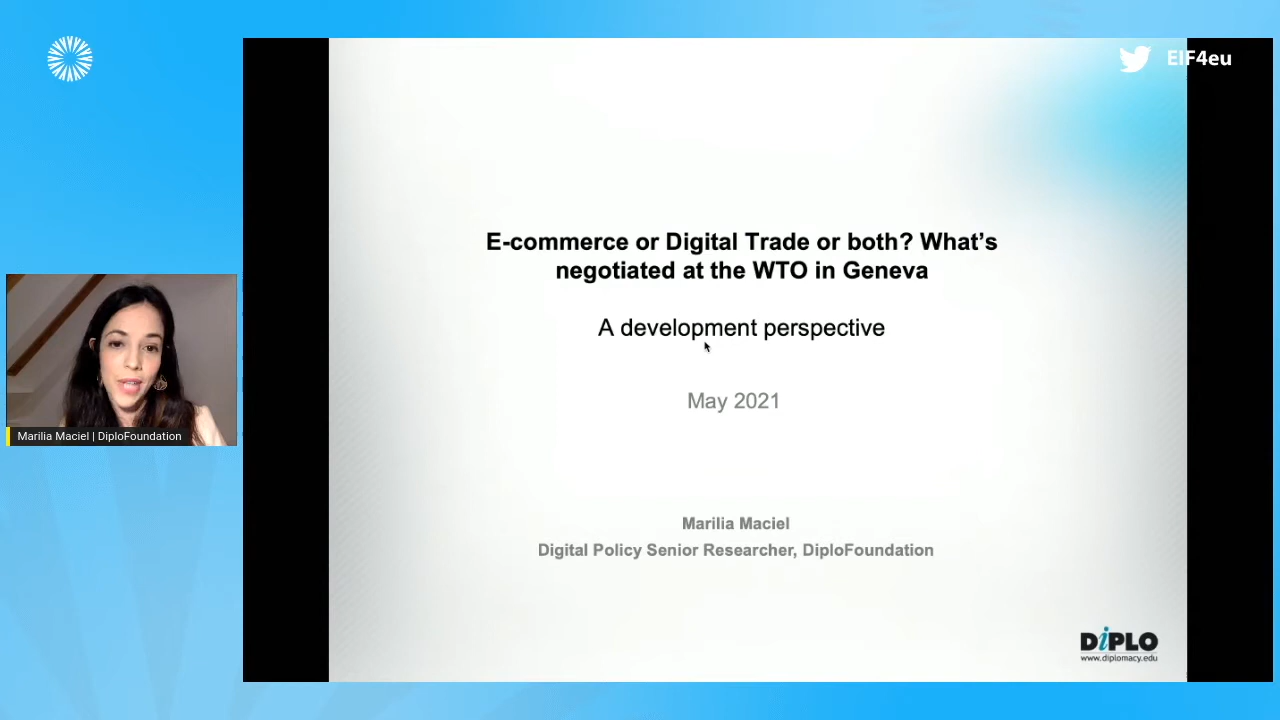 EIF4eu
E-commerce or Digital Trade or both? What's
negotiated at the WTO in Geneva
A development perspective
May 2021
Marilia Maciel | DiploFoundation
Marilia Maciel
Digital Policy Senior Researcher, DiploFoundation
DiPLO
www.diplomacy.edu